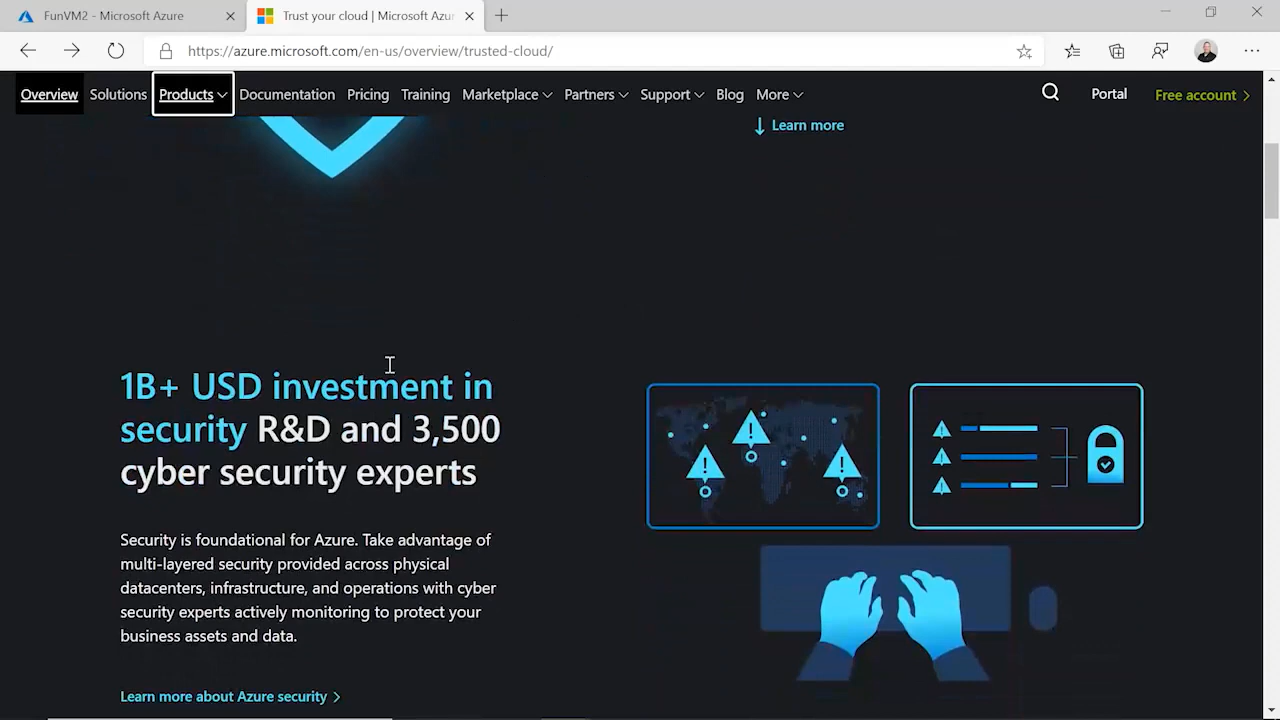 FunVM2 - Microsoft Azure
Trust your cloud | Microsoft Azur
https://azure.microsoft.com/en-us/overview/trusted-cloud/
Overview Solutions Products Documentation Pricing Training Marketplace Partners Support Blog More Portal Free account
Learn more
1B+ USD investment in
security R&D and 3,500
cyber security experts
Security is foundational for Azure. Take advantage of
multi-layered security provided across physical
datacenters, infrastructure, and operations with cyber
security experts actively monitoring to protect your
business assets and data.
Learn more about Azure security